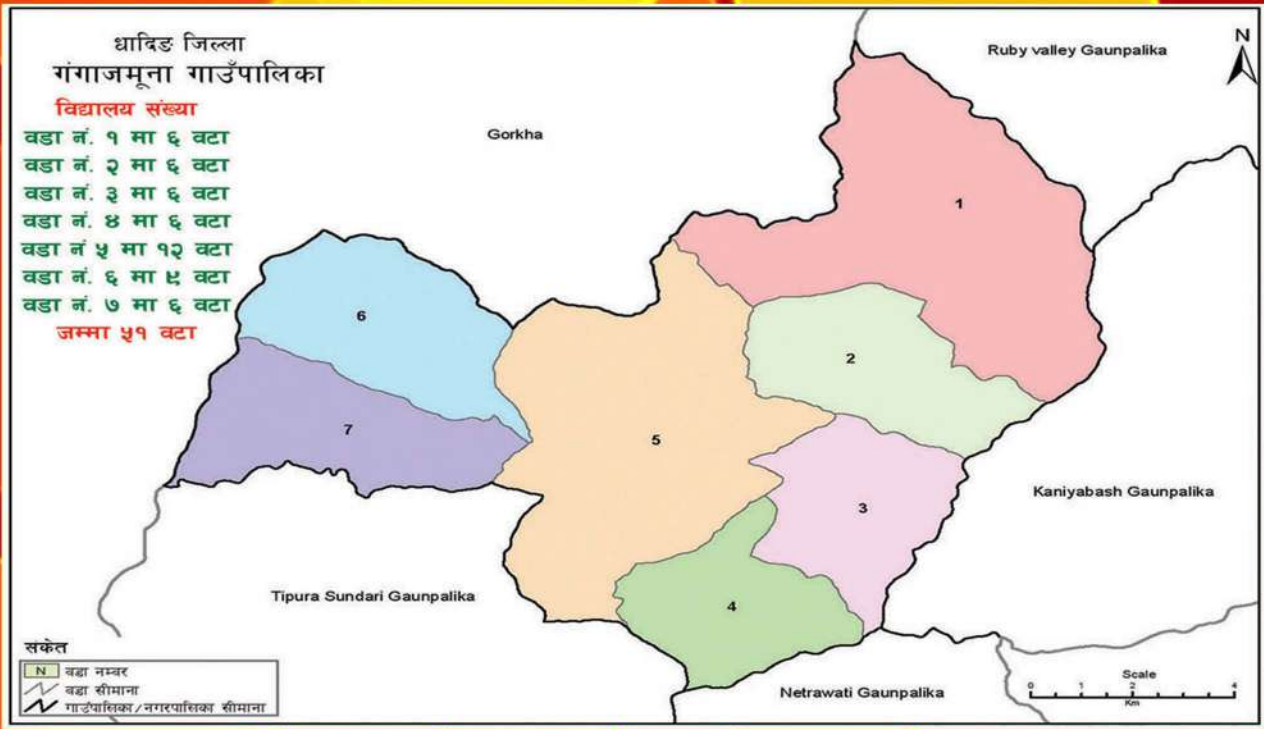 धादिङ जिल्ला
गंगाजमूना गाउँपालिका
विद्यालय संख्या
वडा नं. १ मा ६ वटा
वडा नं. २ मा ६ वटा
वडा नं. ३ मा ६ वटा
वडा नं. ४ मा ६ वटा
वडा नं ५ मा १२ वटा
वडा नं. ६ मा ९ वटा
वडा नं. ७ मा ६ वटा
जम्मा ५१ वटा
Ruby valley Gaunpalika
N
Gorkha
1
6
2
7
5
Kaniyabash Gaunpalika
3
Tipura Sundari Gaunpalika
4
Netrawati Gaunpalika
संकेत
N वडा नम्बर
वडा सीमाना
गाउँपालिका/नगरपालिका सीमाना
Scale
0 1 2 4
Km